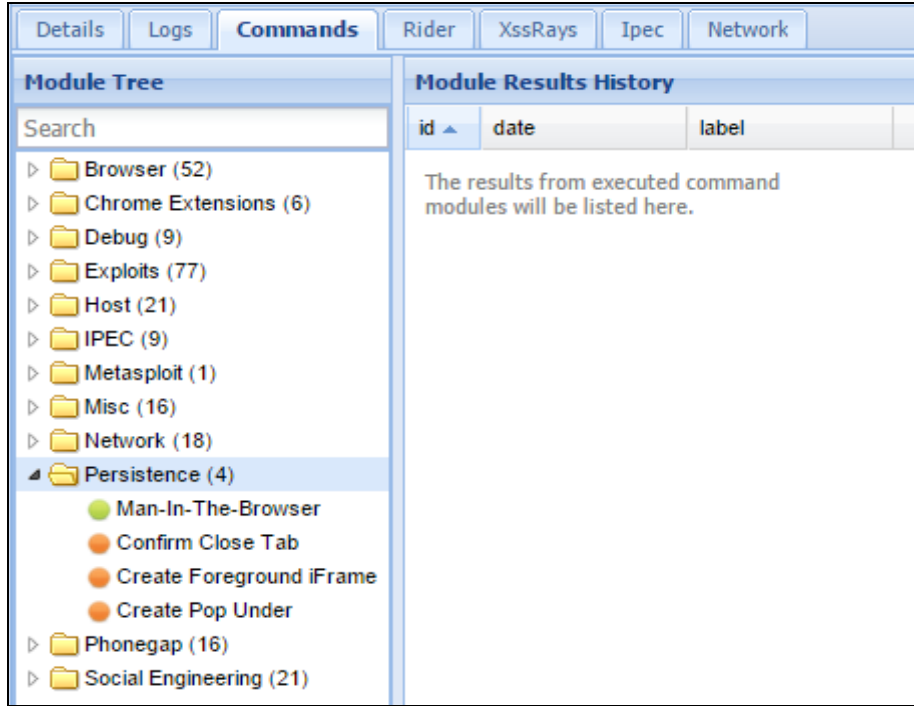 Details Logs Commands Rider XssRays Ipec Network
Module Tree
Search
Browser (52)
Chrome Extensions (6)
Debug (9)
Exploits (77)
Host (21)
IPEC (9)
Metasploit (1)
Misc (16)
Network (18)
Persistence (4)
Man-In-The-Browser
Confirm Close Tab
Create Foreground iFrame
Create Pop Under
Phonegap (16)
Social Engineering (21)
Module Results History
id date label
The results from executed command
modules will be listed here.